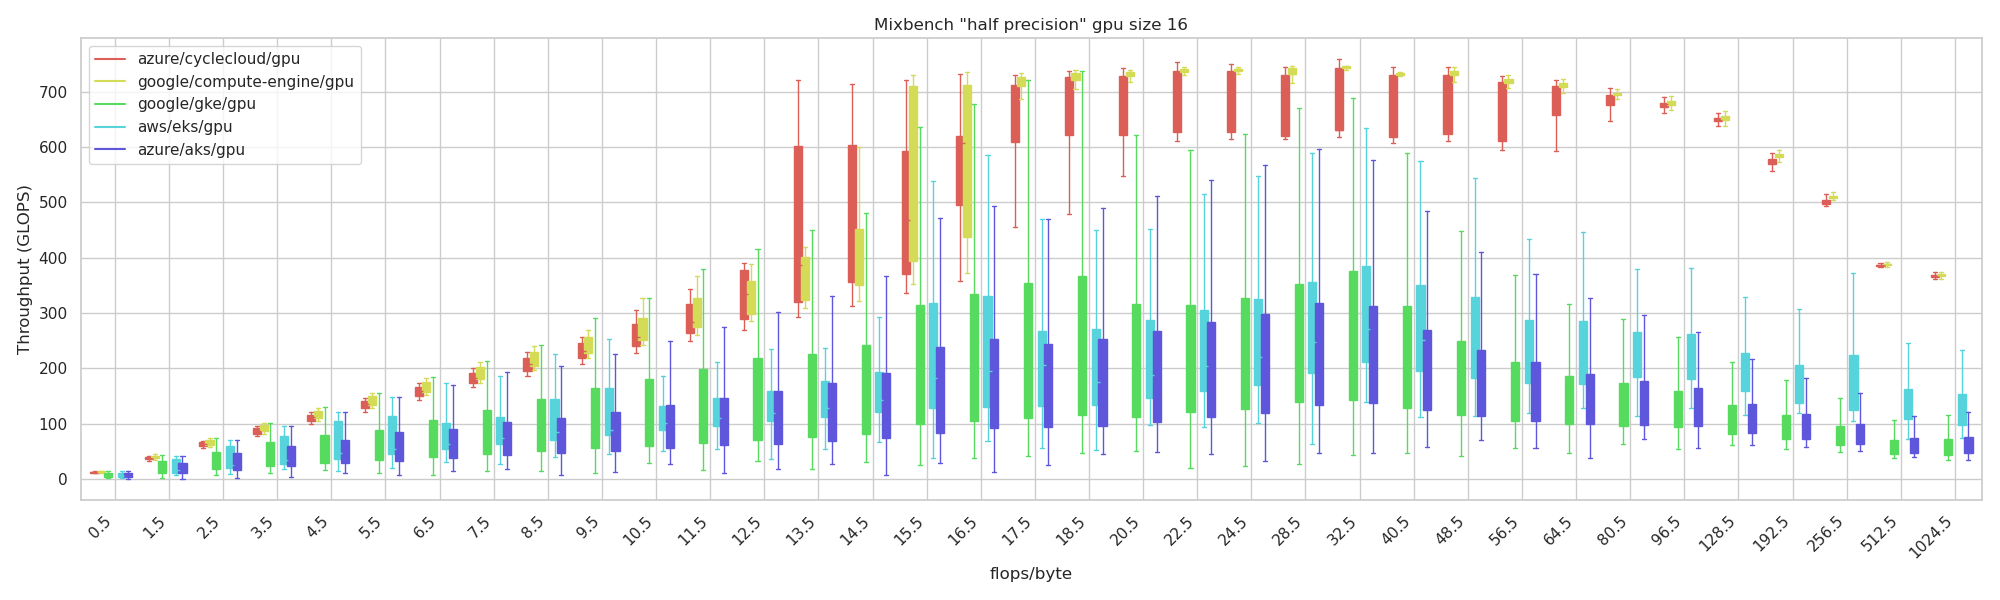 Mixbench "half precision" gpu size 16
azure/cyclecloud/gpu
google/compute-engine/gpu
google/gke/gpu
aws/eks/gpu
azure/aks/gpu
Throughput (GLOPS)
700
600
500
400
300
200
100
0
0.5 1.5 2.5 3.5 4.5 5.5 6.5 7.5 8.5 9.5 10.5 11.5 12.5 13.5 14.5 15.5 16.5 17.5 18.5 20.5 22.5 24.5 28.5 32.5 40.5 48.5 56.5 64.5 80.5 96.5 128.5 192.5 256.5 512.5 1024.5
flops/byte